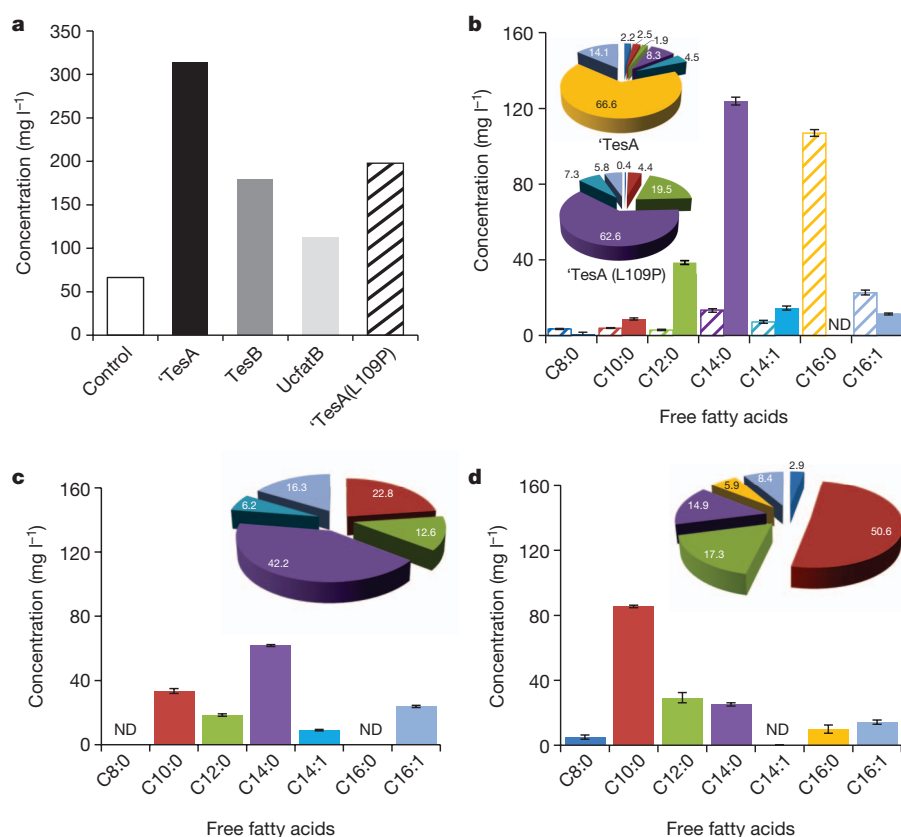 a
Concentration (mg l⁻¹)
350
300
250
200
150
100
50
0
Control
'TesA
TesB
UcfatB
'TesA(L109P)
b
Concentration (mg l⁻¹)
160
120
80
40
0
2.2
2.5
1.9
8.3
4.5
14.1
66.6
'TesA
7.3
5.8
0.4
4.4
19.5
62.6
'TesA (L109P)
ND
C8:0
C10:0
C12:0
C14:0
C14:1
C16:0
C16:1
Free fatty acids
c
Concentration (mg l⁻¹)
160
120
80
40
0
16.3
22.8
6.2
12.6
42.2
ND
ND
C8:0
C10:0
C12:0
C14:0
C14:1
C16:0
C16:1
Free fatty acids
d
Concentration (mg l⁻¹)
160
120
80
40
0
2.9
8.4
5.9
14.9
50.6
17.3
ND
C8:0
C10:0
C12:0
C14:0
C14:1
C16:0
C16:1
Free fatty acids